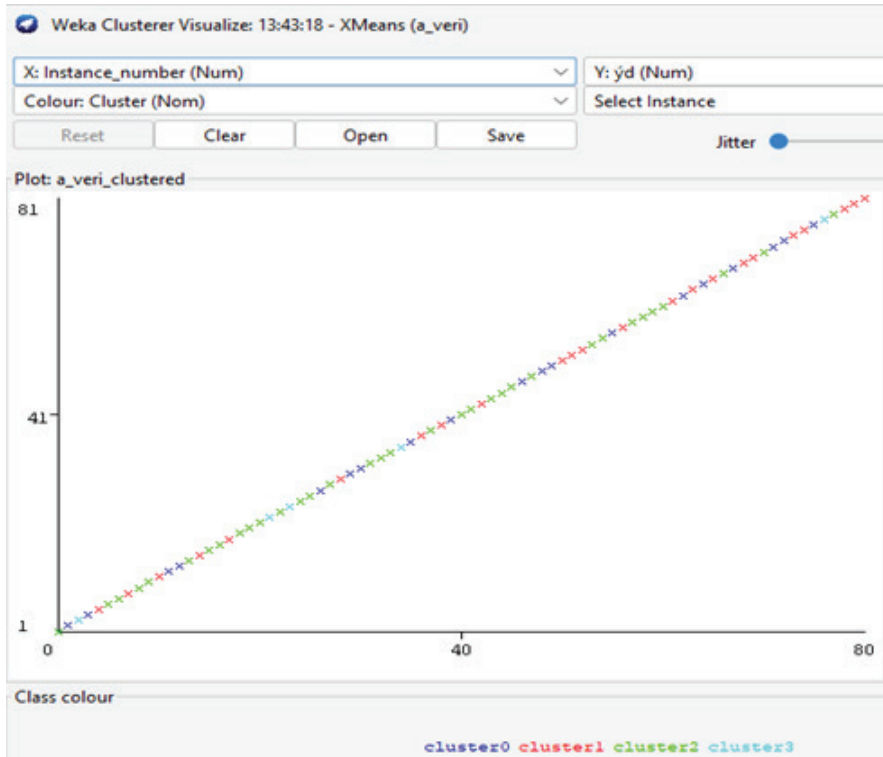 Weka Clusterer Visualize: 13:43:18 - XMeans (a_veri)
X: Instance_number (Num) Y: ýd (Num)
Colour: Cluster (Nom) Select Instance
Reset Clear Open Save Jitter
Plot: a_veri_clustered
81
41
1
0 40 80
Class colour
cluster0 cluster1 cluster2 cluster3